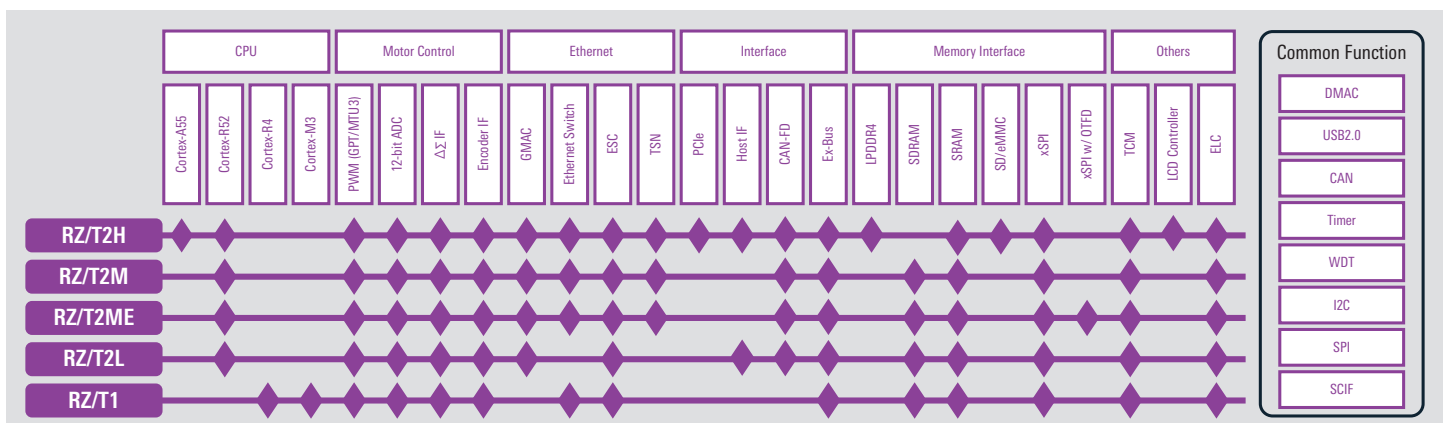 CPU
Motor Control
Ethernet
Interface
Memory Interface
Others
Cortex-A55
Cortex-R52
Cortex-R4
Cortex-M3
PWM (GPT/MTU3)
12-bit ADC
ΔΣ IF
Encoder IF
GMAC
Ethernet Switch
ESC
TSN
PCIe
Host IF
CAN-FD
Ex-Bus
LPDDR4
SDRAM
SRAM
SD/eMMC
xSPI
xSPI w/ OTFD
TCM
LCD Controller
ELC
RZ/T2H
RZ/T2M
RZ/T2ME
RZ/T2L
RZ/T1
Common Function
DMAC
USB2.0
CAN
Timer
WDT
I2C
SPI
SCIF